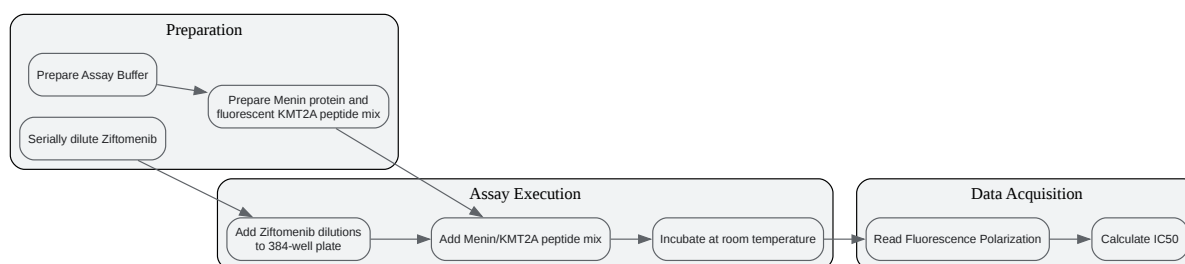 Preparation
Prepare Assay Buffer
Prepare Menin protein and
fluorescent KMT2A peptide mix
Serially dilute Ziftomenib
Assay Execution
Add Ziftomenib dilutions
to 384-well plate
Add Menin/KMT2A peptide mix
Incubate at room temperature
Data Acquisition
Read Fluorescence Polarization
Calculate IC50